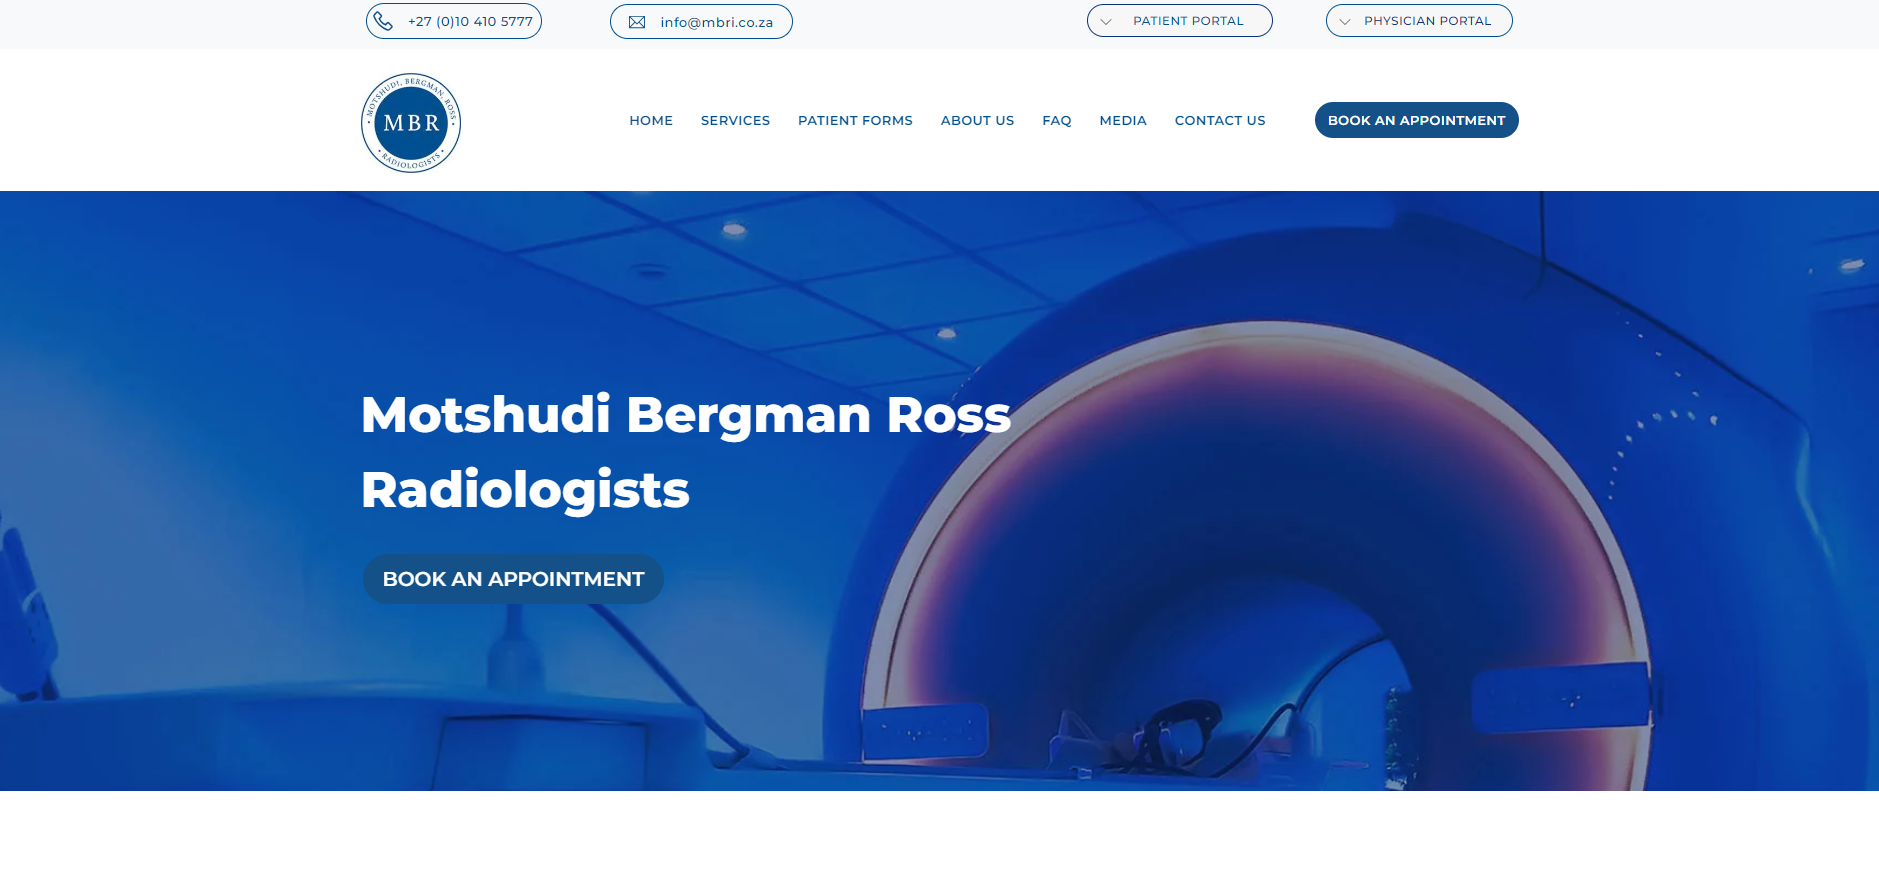 +27 (0)10 410 5777
info@mbri.co.za
PATIENT PORTAL
PHYSICIAN PORTAL
MOTSHUDI, BERGMAN, ROSS
MBR
RADIOLOGISTS
HOME
SERVICES
PATIENT FORMS
ABOUT US
FAQ
MEDIA
CONTACT US
BOOK AN APPOINTMENT
Motshudi Bergman Ross
Radiologists
BOOK AN APPOINTMENT